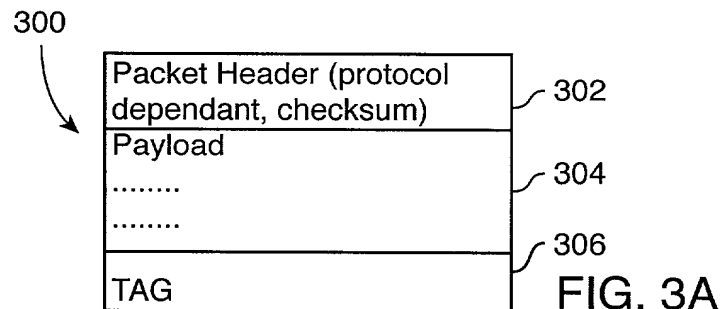 300
Packet Header (protocol
dependant, checksum)
302
Payload
........
304
........
306
TAG
FIG. 3A